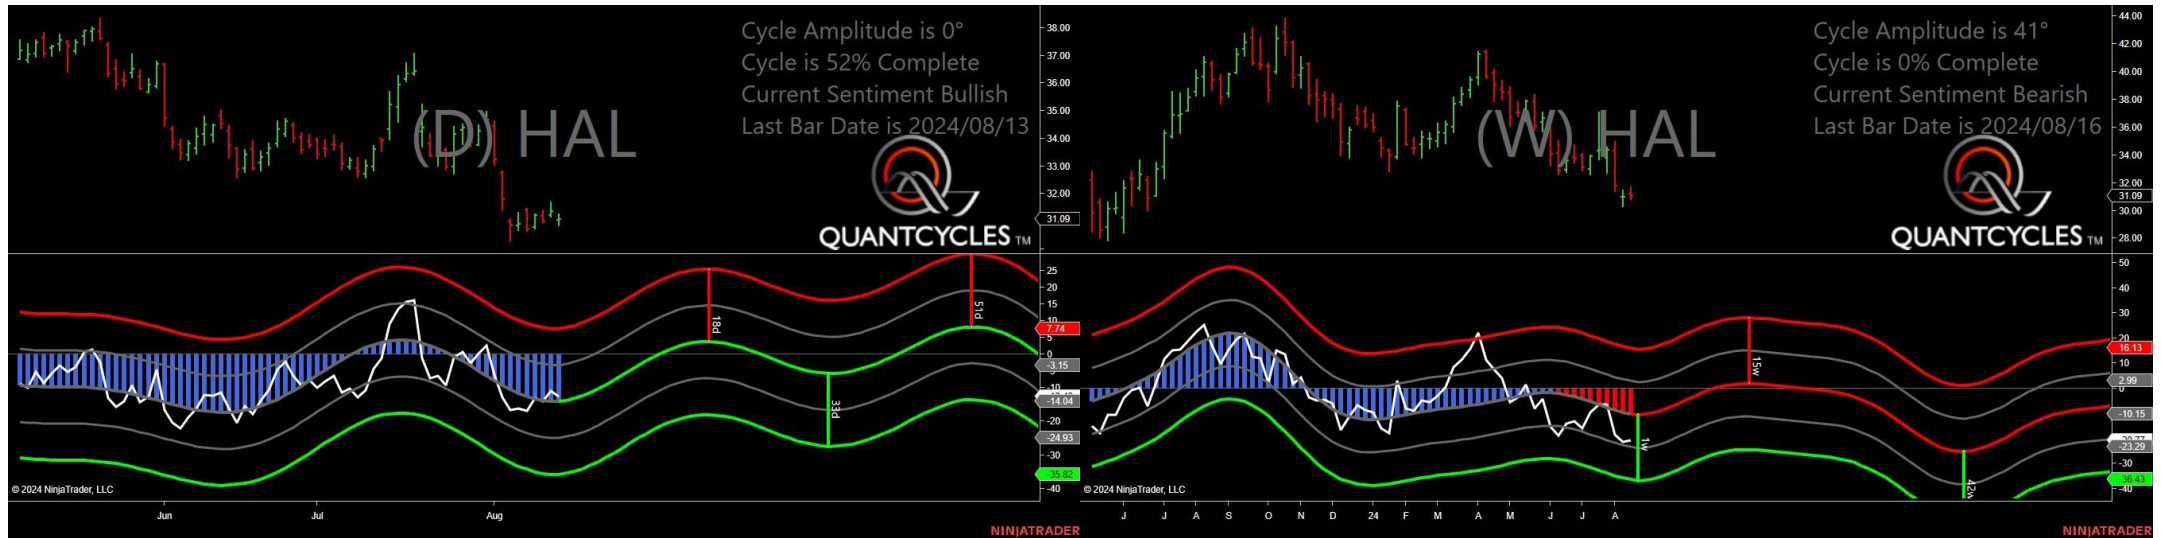 Cycle Amplitude is 0°
Cycle is 52% Complete
Current Sentiment Bullish
Last Bar Date is 2024/08/13
(D) HAL
QUANTCYCLES TM
38.00
37.00
36.00
35.00
34.00
33.00
32.00
31.09
25
20
15
10
7.74
5
0
-3.15
-10
-14.04
-20
-24.93
-30
-35.82
-40
18d
33d
51d
© 2024 NinjaTrader, LLC
Jun
Jul
Aug
NINJATRADER
Cycle Amplitude is 41°
Cycle is 0% Complete
Current Sentiment Bearish
Last Bar Date is 2024/08/16
(W) HAL
QUANTCYCLES TM
44.00
42.00
40.00
38.00
36.00
34.00
32.00
31.09
30.00
28.00
50
40
30
20
16.13
10
2.99
0
-10.15
-23.29
-30
-36.43
-40
1w
15w
42w
© 2024 NinjaTrader, LLC
J
J
A
S
O
N
D
24
F
M
A
M
J
J
A
NINJATRADER